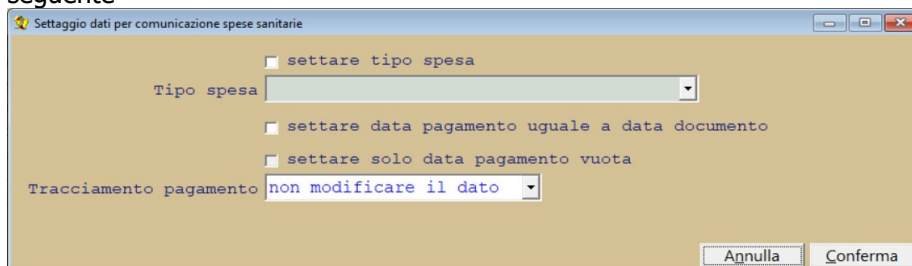 seguente
Settaggio dati per comunicazione spese sanitarie
settare tipo spesa
Tipo spesa
settare data pagamento uguale a data documento
settare solo data pagamento vuota
Tracciamento pagamento non modificare il dato
Annulla Conferma